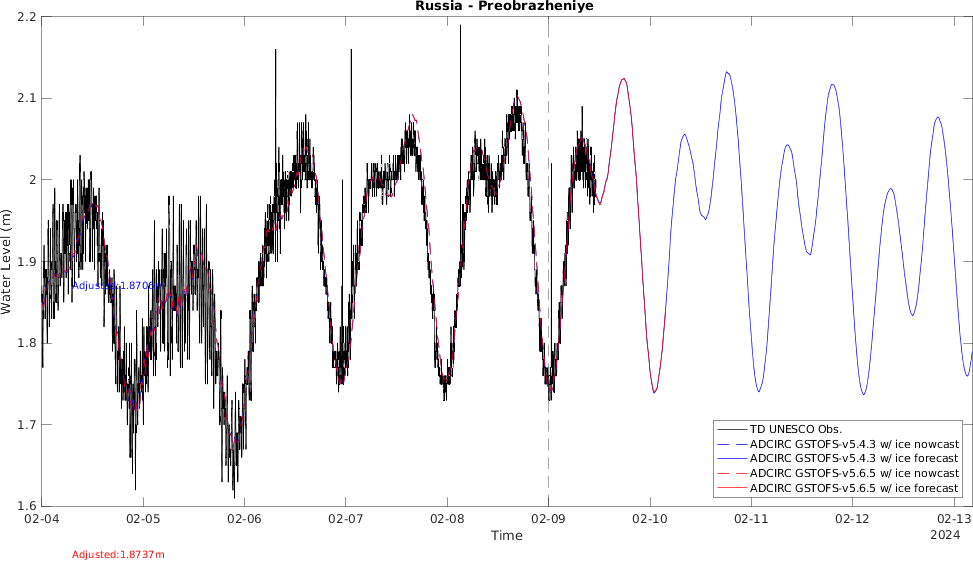 Russia - Preobrazheniye
2.2
2.1
2
1.9
1.8
1.7
1.6
Water Level (m)
Adjusted:1.8706m
TD UNESCO Obs.
ADCIRC GSTOFS-v5.4.3 w/ ice nowcast
ADCIRC GSTOFS-v5.4.3 w/ ice forecast
ADCIRC GSTOFS-v5.6.5 w/ ice nowcast
ADCIRC GSTOFS-v5.6.5 w/ ice forecast
02-04 02-05 02-06 02-07 02-08 02-09 02-10 02-11 02-12 02-13
2024
Time
Adjusted:1.8737m